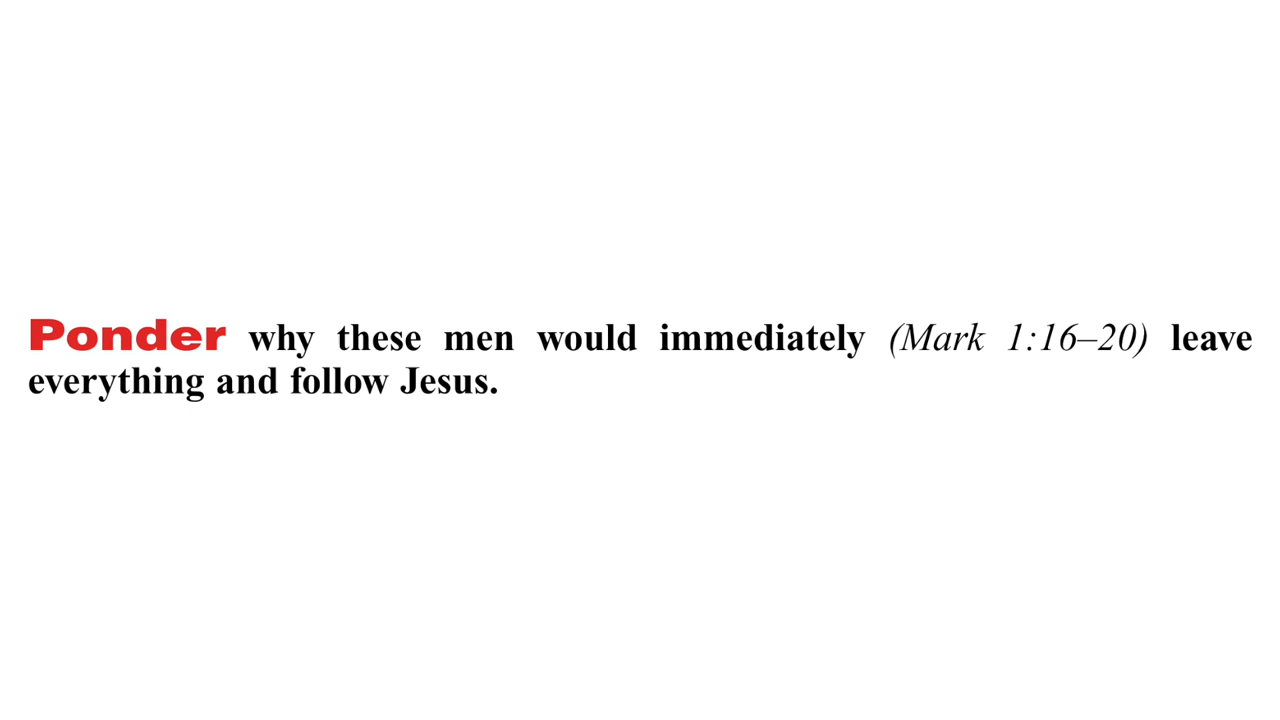 Ponder why these men would immediately (Mark 1:16–20) leave
everything and follow Jesus.